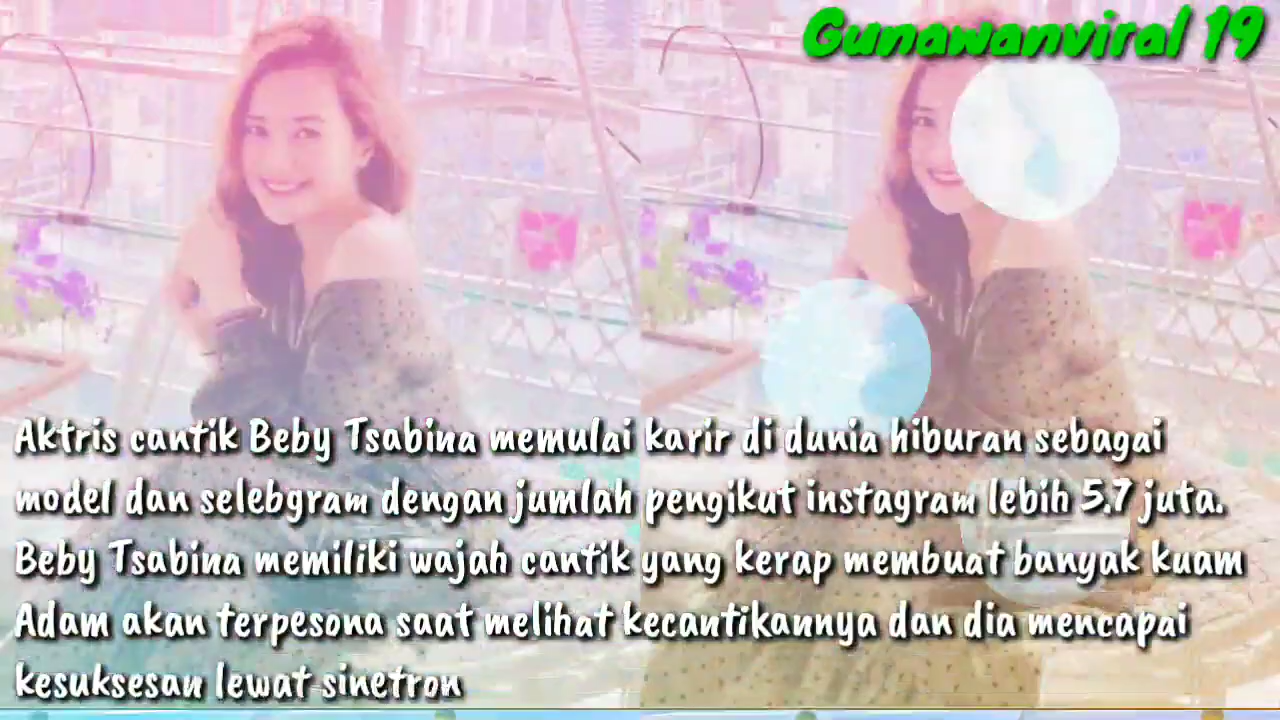 Gunawanviral 19
Aktris cantik Beby Tsabina memulai karir di dunia hiburan sebagai
model dan selebgram dengan jumlah pengikut instagram lebih 5.7 juta.
Beby Tsabina memiliki wajah cantik yang kerap membuat banyak kuam
Adam akan terpesona saat melihat kecantikannya dan dia mencapai
kesuksesan lewat sinetron